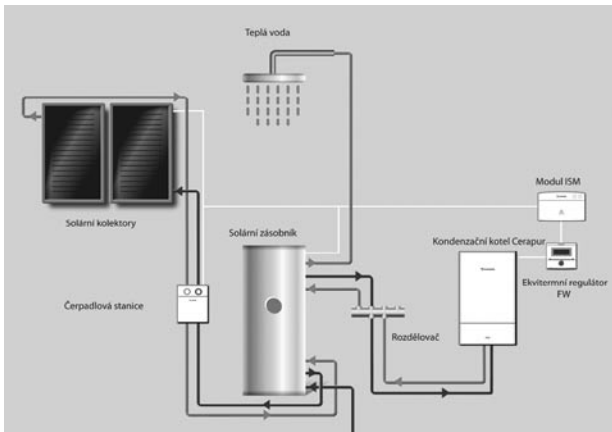 Teplá voda
Modul ISM
Solární kolektory
Solární zásobník
Kondenzační kotel Cerapur
Ekvitermní regulátor
FW
Čerpadlová stanice
Rozdělovač